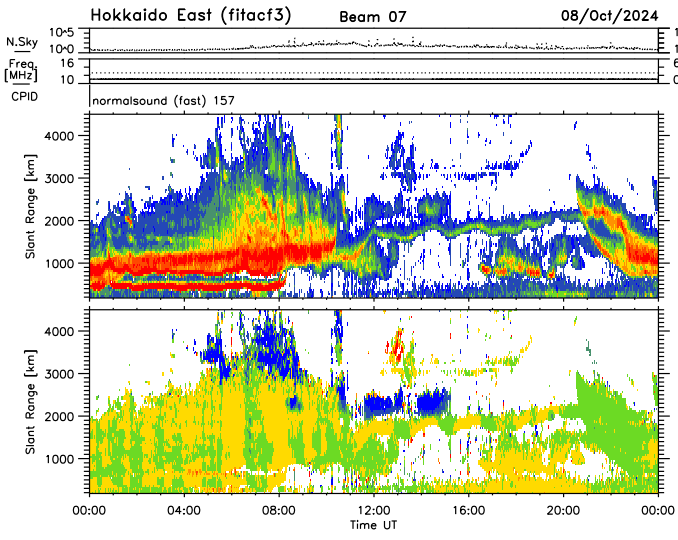 Hokkaido East (fitacf3) Beam 07 08/Oct/2024
N.Sky 10^5 10^0
Freq. [MHz] 16 10
CPID normalsound (fast) 157
Slant Range [km] 4000 3000 2000 1000
Slant Range [km] 4000 3000 2000 1000
00:00 04:00 08:00 12:00 16:00 20:00 00:00
Time UT